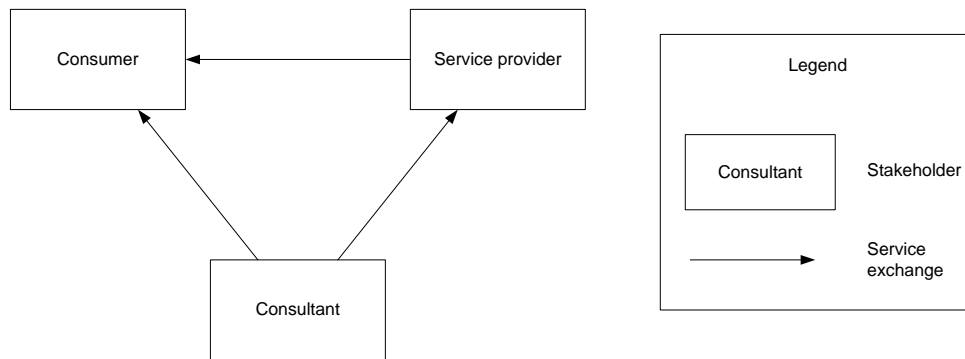 Consumer
Service provider
Consultant
Legend
Consultant
Stakeholder
Service
exchange